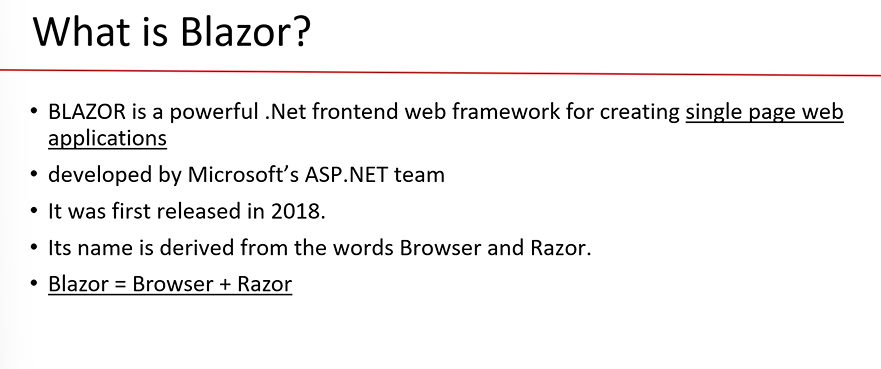 What is Blazor?
• BLAZOR is a powerful .Net frontend web framework for creating single page web
applications
• developed by Microsoft’s ASP.NET team
• It was first released in 2018.
• Its name is derived from the words Browser and Razor.
• Blazor = Browser + Razor